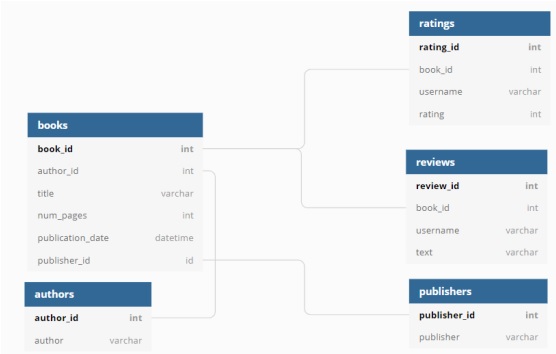 ratings
rating_id int
book_id int
username varchar
rating int
books
book_id int
author_id int
title varchar
num_pages int
publication_date datetime
publisher_id id
reviews
review_id int
book_id int
username varchar
text varchar
authors
author_id int
author varchar
publishers
publisher_id int
publisher varchar